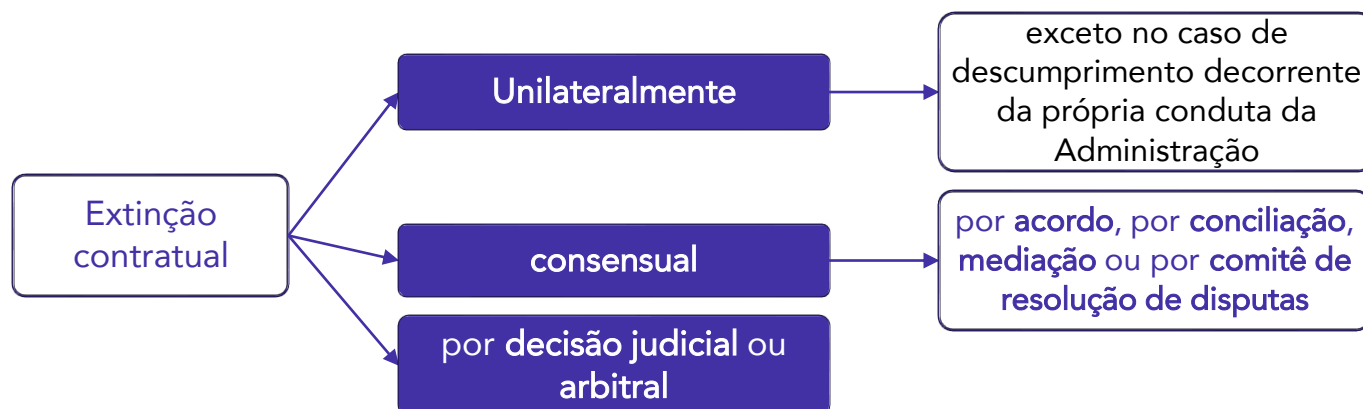 Extinção
contratual
Unilateralmente
exceto no caso de
descumprimento decorrente
da própria conduta da
Administração
consensual
por acordo, por conciliação,
mediação ou por comitê de
resolução de disputas
por decisão judicial ou
arbitral